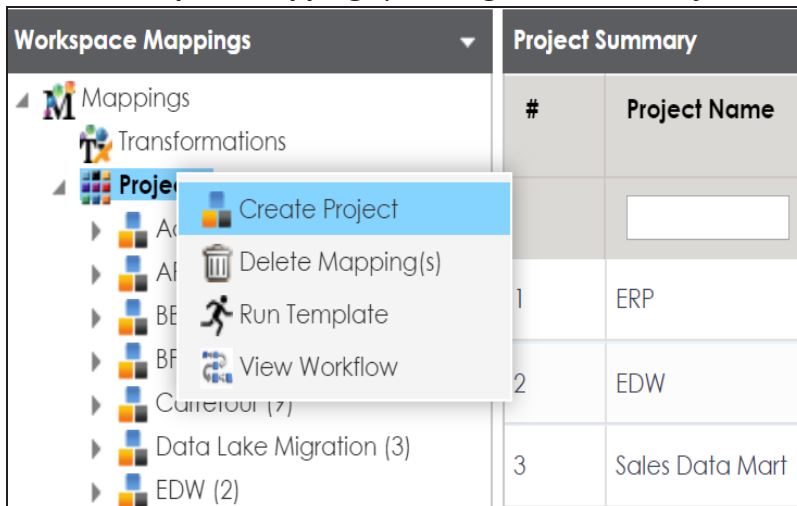 Workspace Mappings
Project Summary
Mappings
Transformations
Projec
Create Project
Delete Mapping(s)
Run Template
View Workflow
Data Lake Migration (3)
EDW (2)
#
Project Name
1
ERP
2
EDW
3
Sales Data Mart